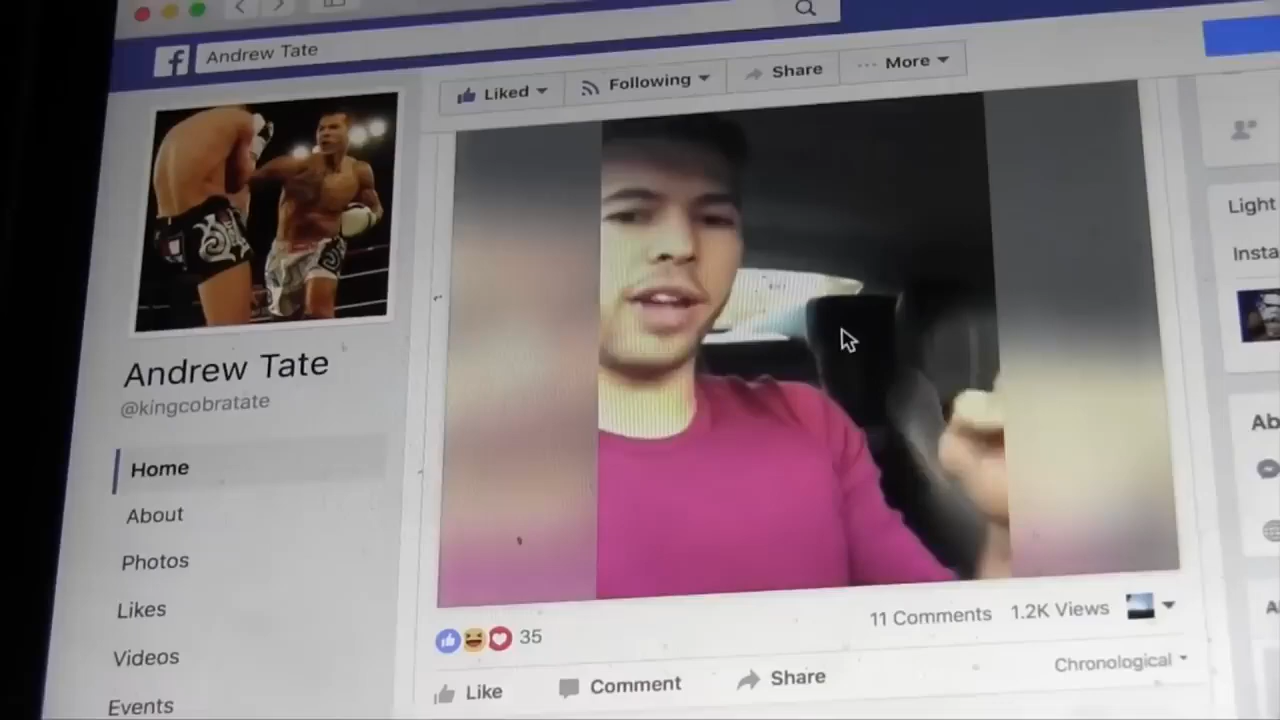 f Andrew Tate
Liked
Following
Share
More
Andrew Tate
@kingcobratate
Home
About
Photos
Likes
Videos
Events
35
11 Comments 1.2K Views
Chronological
Like Comment Share
Light
Insta
Ab
A